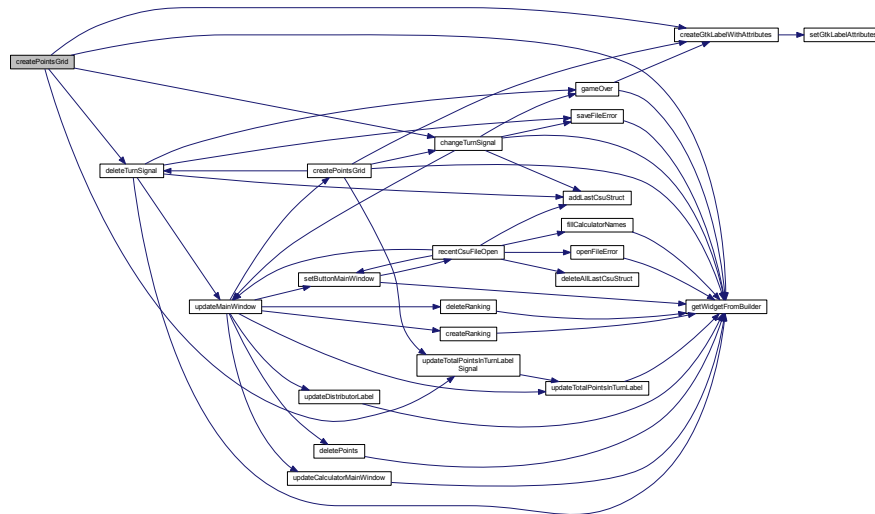 createGtkLabelWithAttributes
setGtkLabelAttributes
createPointsGrid
gameOver
saveFileError
changeTurnSignal
deleteTurnSignal
createPointsGrid
addLastCsuStruct
fillCalculatorNames
recentCsuFileOpen
openFileError
setButtonMainWindow
deleteAllLastCsuStruct
updateMainWindow
deleteRanking
getWidgetFromBuilder
createRanking
updateTotalPointsInTurnLabel
Signal
updateTotalPointsInTurnLabel
updateDistributorLabel
deletePoints
updateCalculatorMainWindow